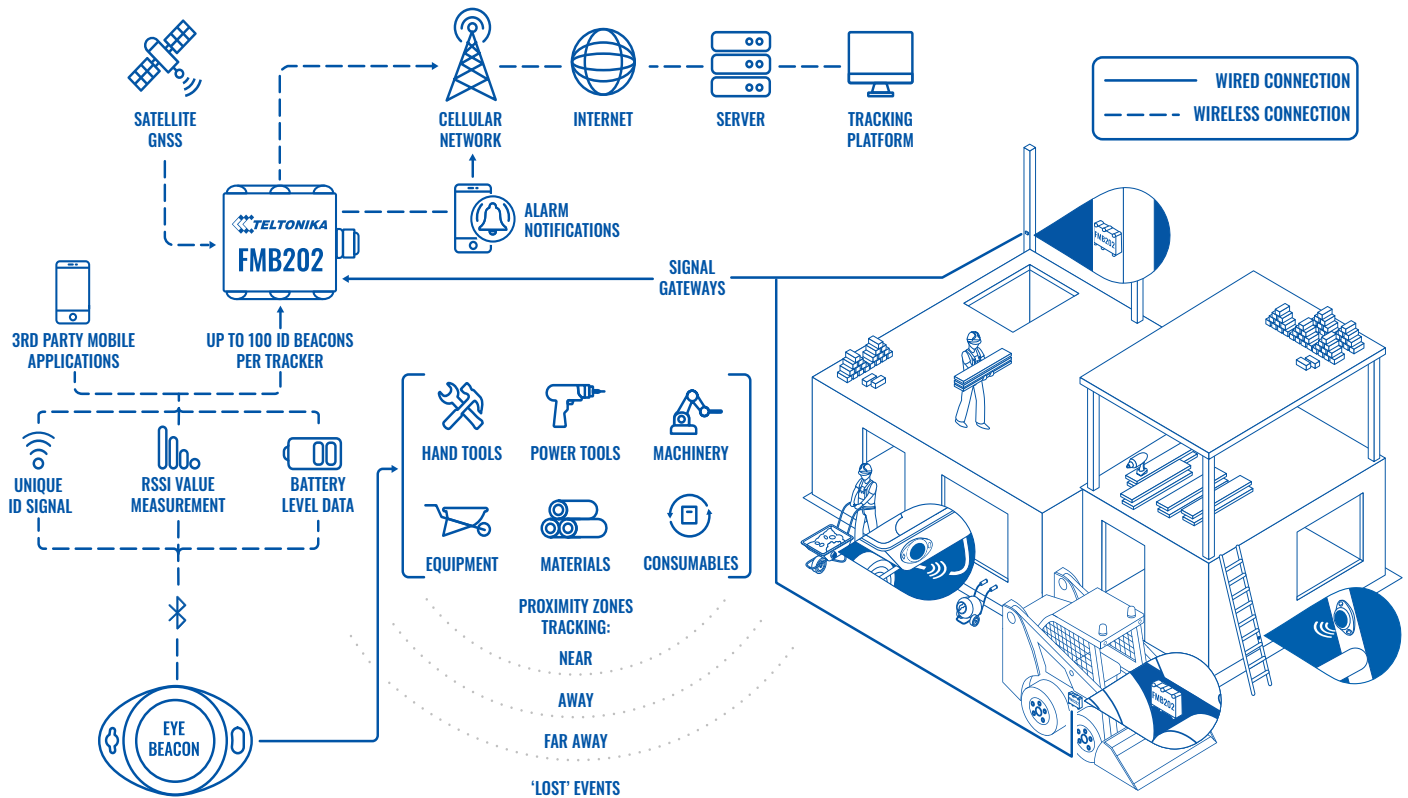 SATELLITE
GNSS
CELLULAR
NETWORK
INTERNET
SERVER
TRACKING
PLATFORM
WIRED CONNECTION
WIRELESS CONNECTION
TELTONIKA
FMB202
ALARM
NOTIFICATIONS
SIGNAL
GATEWAYS
FMB202
3RD PARTY MOBILE
APPLICATIONS
UP TO 100 ID BEACONS
PER TRACKER
UNIQUE
ID SIGNAL
RSSI VALUE
MEASUREMENT
BATTERY
LEVEL DATA
HAND TOOLS
POWER TOOLS
MACHINERY
EQUIPMENT
MATERIALS
CONSUMABLES
PROXIMITY ZONES
TRACKING:
NEAR
AWAY
FAR AWAY
‘LOST’ EVENTS
EYE
BEACON
FMB202